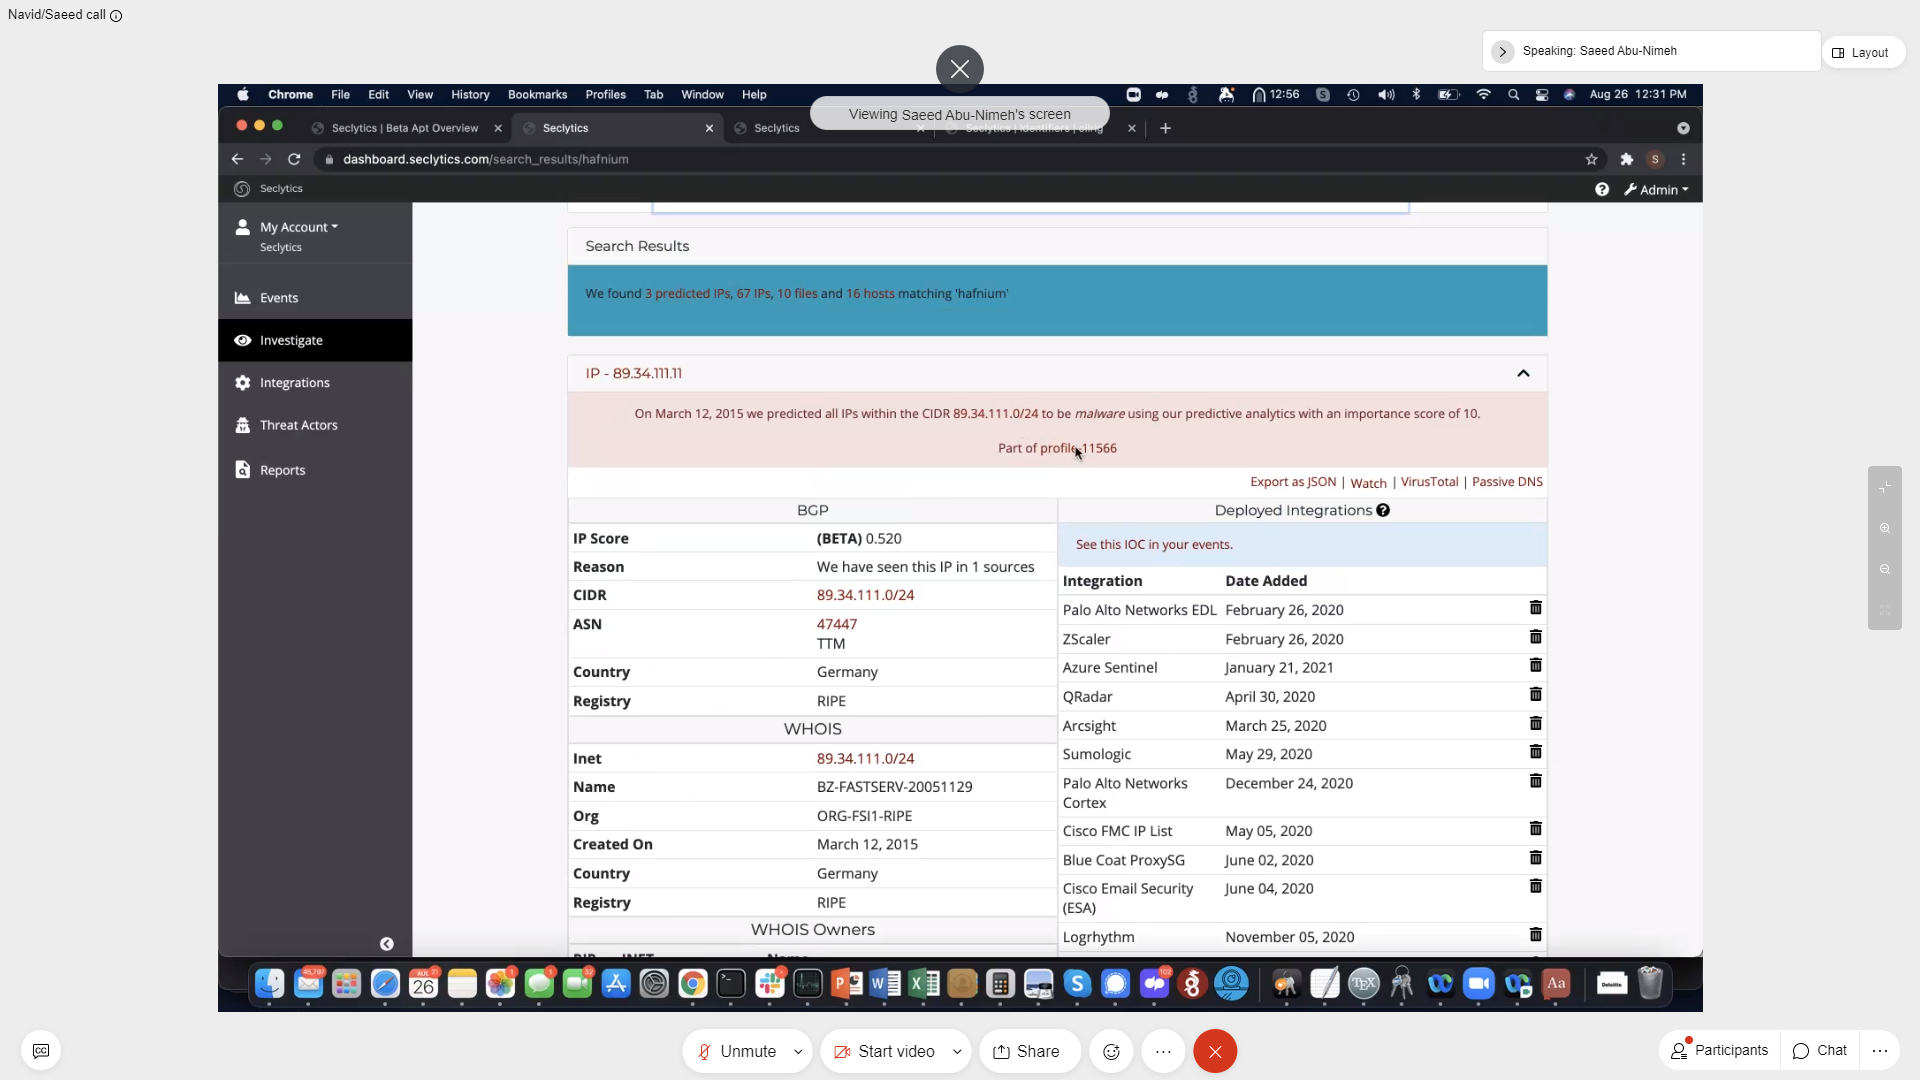 Navid/Saeed call
Speaking: Saeed Abu-Nimeh
Layout
Chrome File Edit View History Bookmarks Profiles Tab Window Help
12:56
Aug 26 12:31 PM
Viewing Saeed Abu-Nimeh's screen
Seclytics | Beta Apt Overview
Seclytics
Seclytics
Seclytics | Identifiers | oilrig
dashboard.seclytics.com/search_results/hafnium
S
Seclytics
Admin
My Account
Seclytics
Events
Investigate
Integrations
Threat Actors
Reports
Search Results
We found 3 predicted IPs, 67 IPs, 10 files and 16 hosts matching 'hafnium'
IP - 89.34.111.11
On March 12, 2015 we predicted all IPs within the CIDR 89.34.111.0/24 to be malware using our predictive analytics with an importance score of 10.
Part of profile-11566
Export as JSON | Watch | VirusTotal | Passive DNS
BGP
IP Score (BETA) 0.520
Reason We have seen this IP in 1 sources
CIDR 89.34.111.0/24
ASN 47447
TTM
Country Germany
Registry RIPE
WHOIS
Inet 89.34.111.0/24
Name BZ-FASTSERV-20051129
Org ORG-FSI1-RIPE
Created On March 12, 2015
Country Germany
Registry RIPE
WHOIS Owners
Deployed Integrations
See this IOC in your events.
Integration Date Added
Palo Alto Networks EDL February 26, 2020
ZScaler February 26, 2020
Azure Sentinel January 21, 2021
QRadar April 30, 2020
Arcsight March 25, 2020
Sumologic May 29, 2020
Palo Alto Networks December 24, 2020
Cortex
Cisco FMC IP List May 05, 2020
Blue Coat ProxySG June 02, 2020
Cisco Email Security June 04, 2020
(ESA)
Logrhythm November 05, 2020
AUG
26
Aa
Unmute
Start video
Share
Participants
Chat